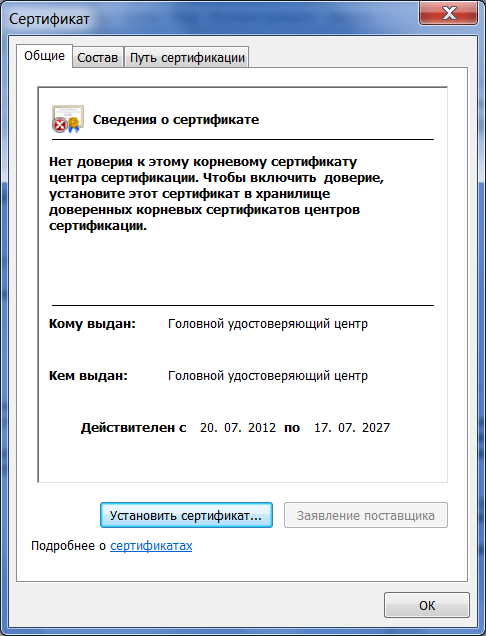 Сертификат
Общие Состав Путь сертификации
Сведения о сертификате
Нет доверия к этому корневому сертификату
центра сертификации. Чтобы включить доверие,
установите этот сертификат в хранилище
доверенных корневых сертификатов центров
сертификации.
Кому выдан: Головной удостоверяющий центр
Кем выдан: Головной удостоверяющий центр
Действителен с 20. 07. 2012 по 17. 07. 2027
Установить сертификат... Заявление поставщика
Подробнее о сертификатах
ОК